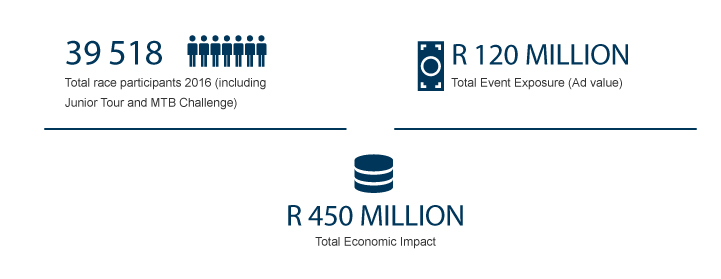 39 518
Total race participants 2016 (including
Junior Tour and MTB Challenge)
R 120 MILLION
Total Event Exposure (Ad value)
R 450 MILLION
Total Economic Impact